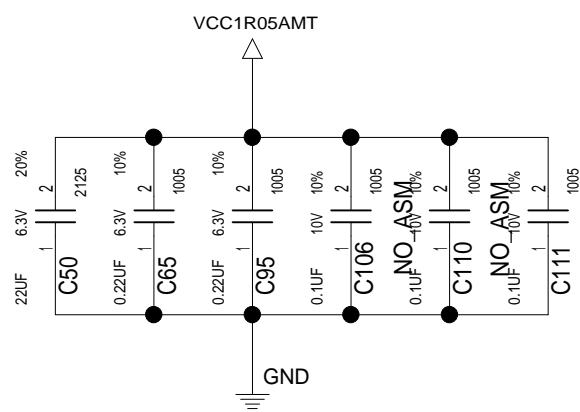 VCC1R05AMT
20%
2
2125
6.3V
1
22UF
C50
10%
2
1005
6.3V
1
0.22UF
C65
10%
2
1005
6.3V
1
0.22UF
C95
10%
2
1005
10V
1
0.1UF
C106
NO_ASM
10%
2
1005
10V
1
0.1UF
C110
NO_ASM
10%
2
1005
10V
1
0.1UF
C111
GND